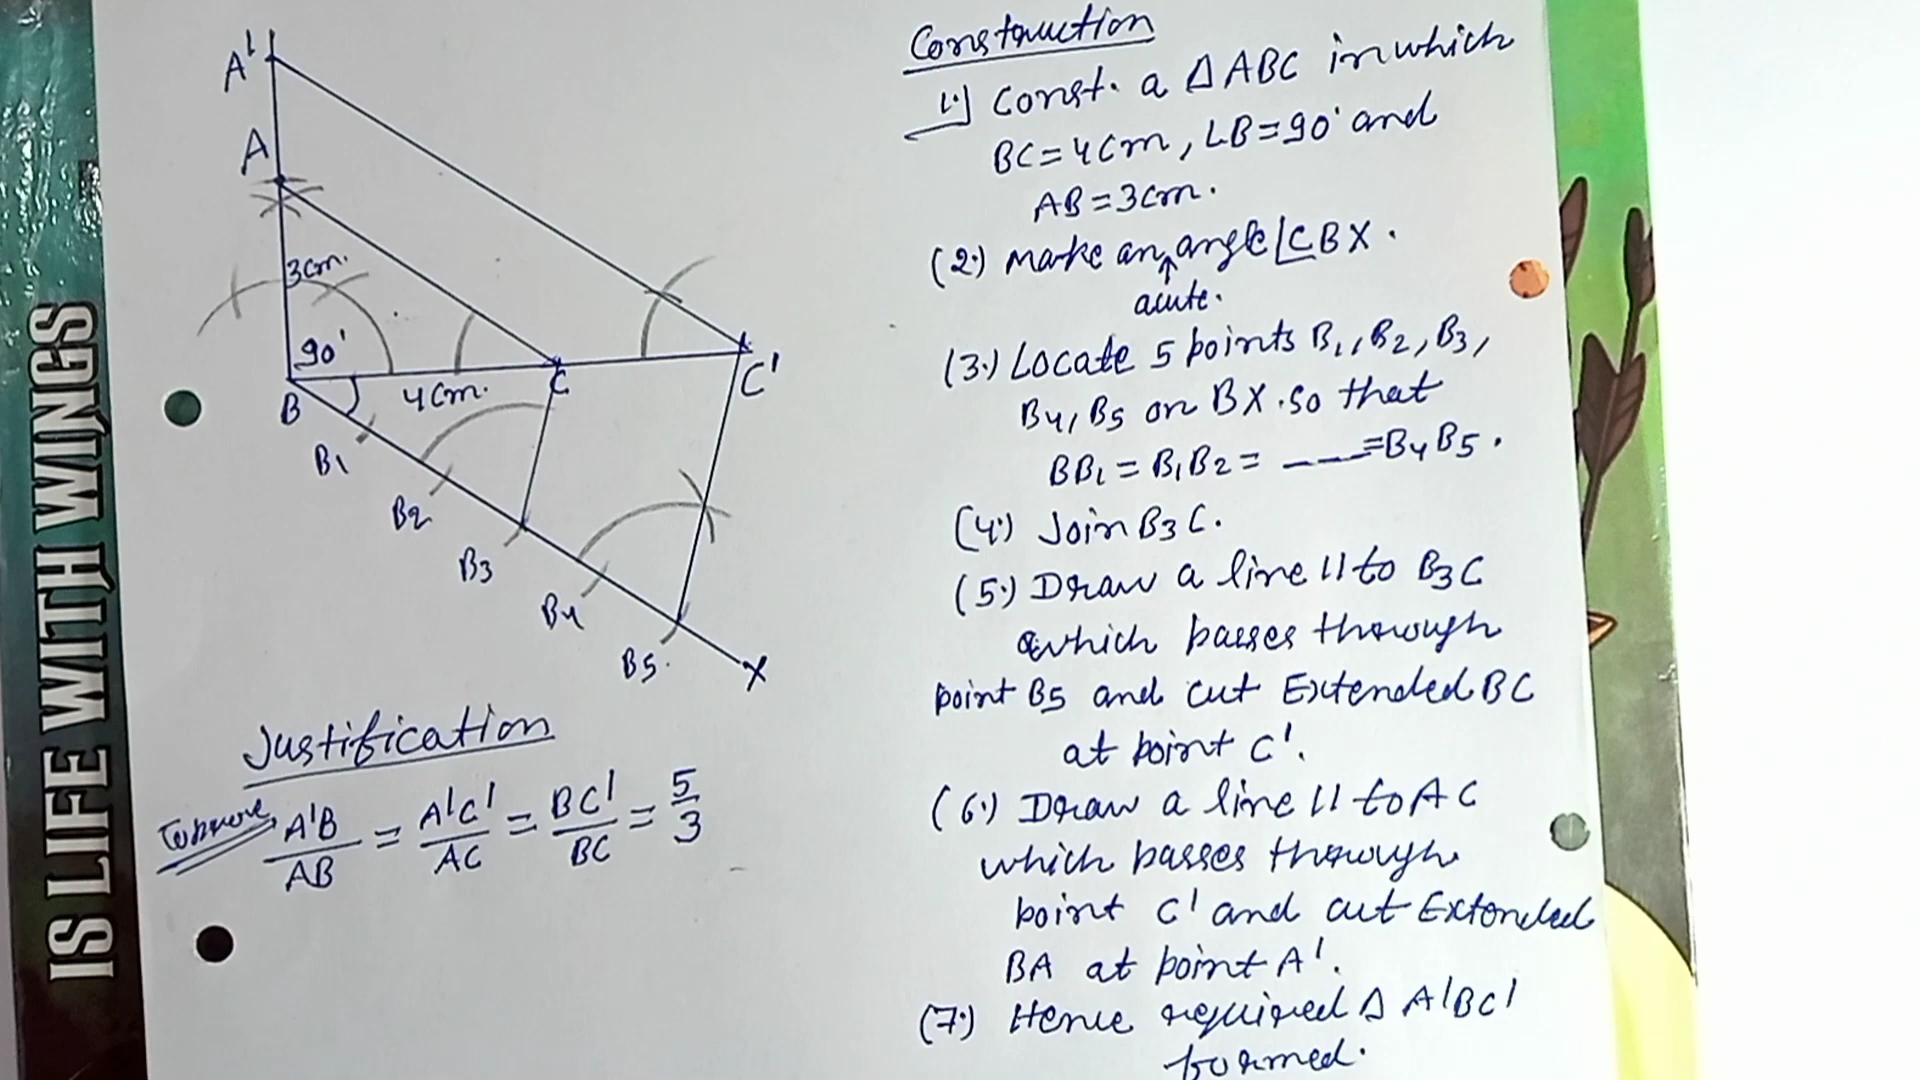 IS LIFE WITH WINGS
A'
A
3cm.
90°
B
4cm.
C
C'
B1
B2
B3
B4
B5.
X
Justification
To prove, A'B/AB = A'C'/AC = BC'/BC = 5/3
Construction
1.) Const. a Δ ABC in which
BC = 4cm, ∠B = 90° and
AB = 3cm.
(2.) Make an angle ∠CBX.
acute.
(3.) Locate 5 points B1, B2, B3,
B4, B5 on BX. so that
BB1 = B1B2 = ___ = B4B5.
(4.) Join B3C.
(5.) Draw a line || to B3C
which passes through
point B5 and cut Extended BC
at point C'.
(6.) Draw a line || to AC
which passes through
point C' and cut Extended
BA at point A'.
(7.) Hence required Δ A'BC'
formed.